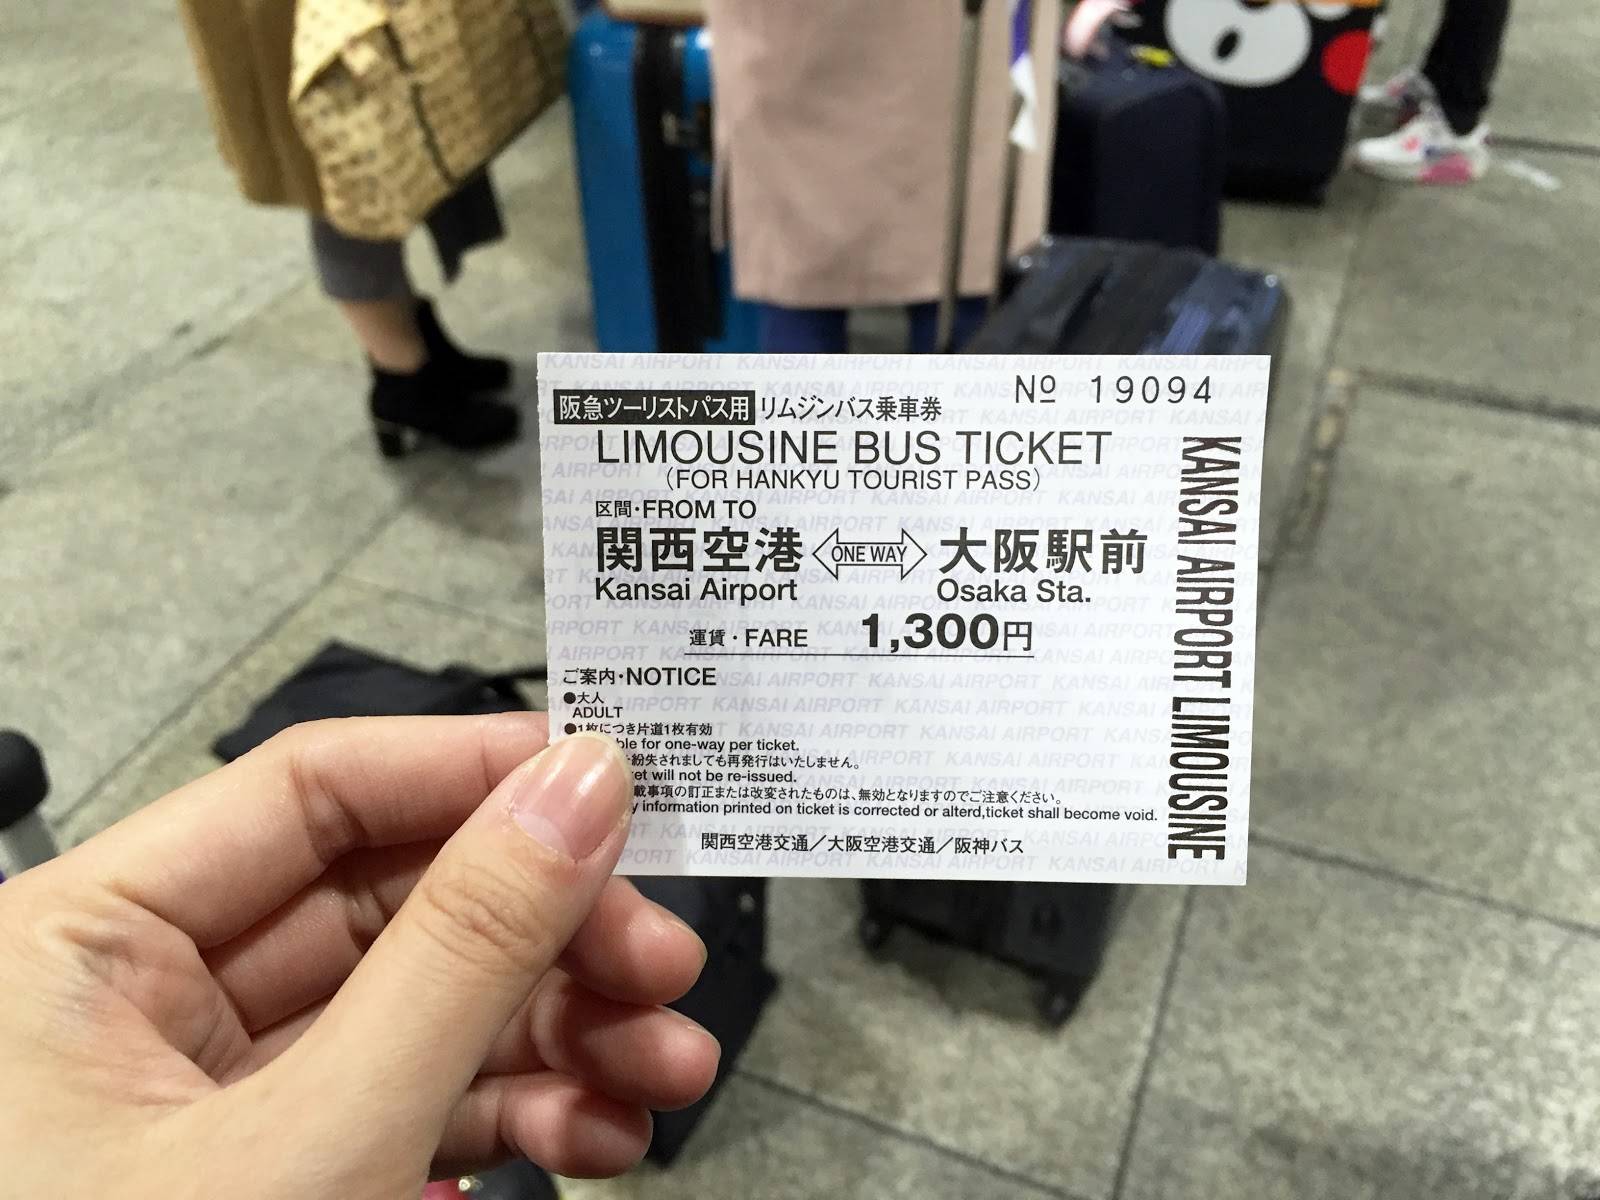 阪急ツーリストパス用 リムジンバス乗車券 № 19094
LIMOUSINE BUS TICKET
(FOR HANKYU TOURIST PASS)
区間・FROM TO
関西空港 ONE WAY 大阪駅前
Kansai Airport Osaka Sta.
運賃・FARE 1,300円
ご案内・NOTICE
●大人
ADULT
●1枚につき片道1枚有効
for one-way per ticket.
紛失されましても再発行はいたしません。
will not be re-issued.
載事項の訂正または改変されたものは、無効となりますのでご注意ください。
information printed on ticket is corrected or alterd,ticket shall become void.
関西空港交通／大阪空港交通／阪神バス
KANSAI AIRPORT LIMOUSINE